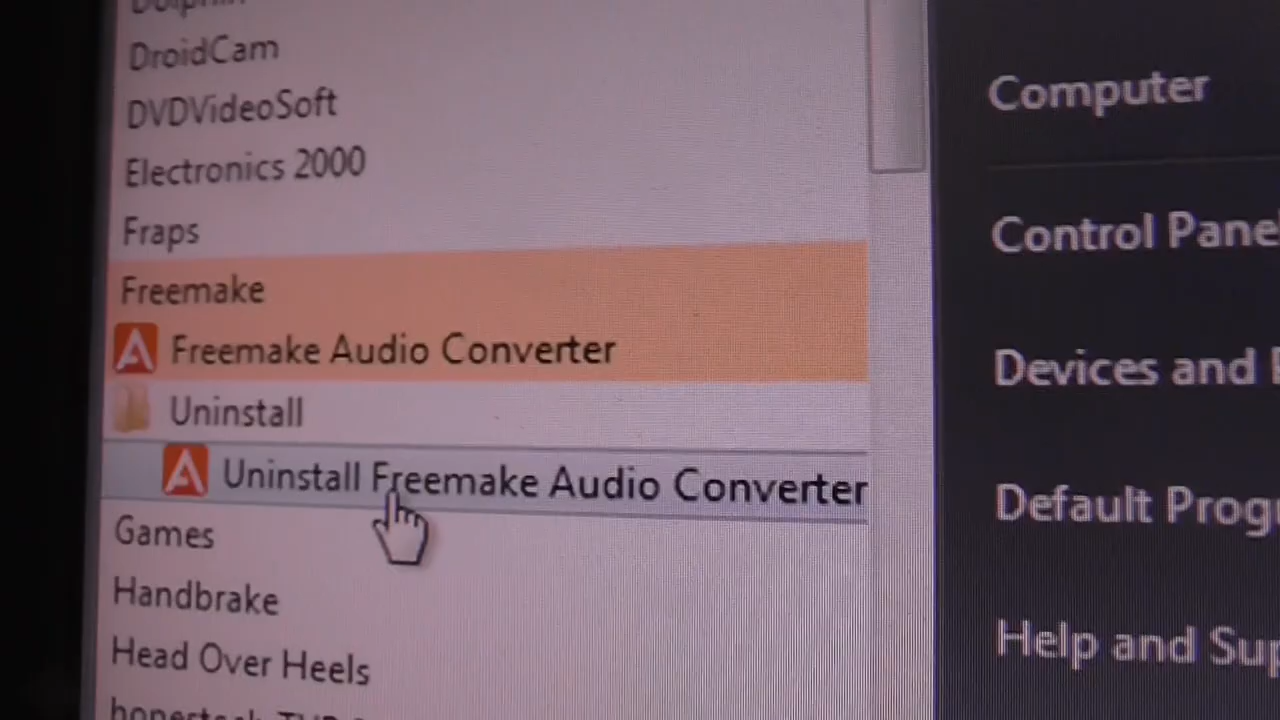 Dolphin
DroidCam
DVDVideoSoft
Electronics 2000
Fraps
Freemake
Freemake Audio Converter
Uninstall
Uninstall Freemake Audio Converter
Games
Handbrake
Head Over Heels
Computer
Control Pane
Devices and
Default Prog
Help and Sup